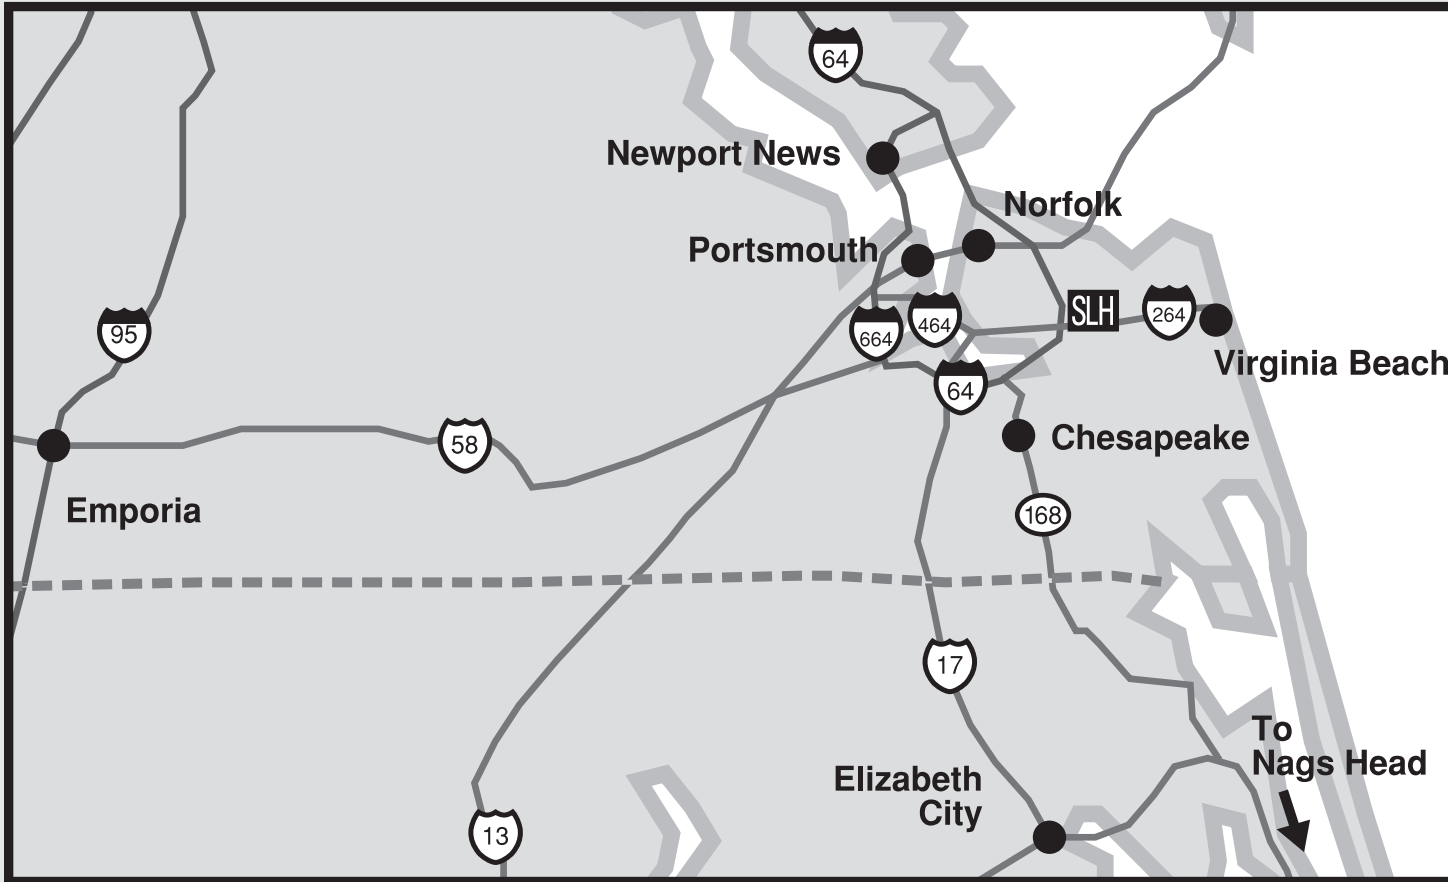 64
Newport News
Norfolk
Portsmouth
95
664
464
SLH
264
Virginia Beach
64
58
Chesapeake
Emporia
168
17
To
Nags Head
Elizabeth
City
13